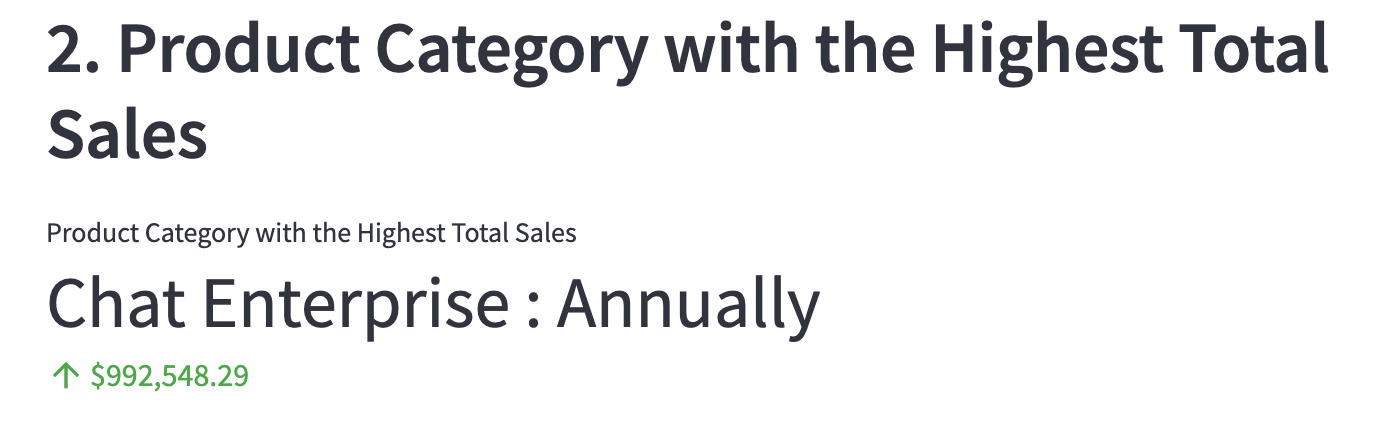 2. Product Category with the Highest Total
Sales
Product Category with the Highest Total Sales
Chat Enterprise : Annually
↑ $992,548.29